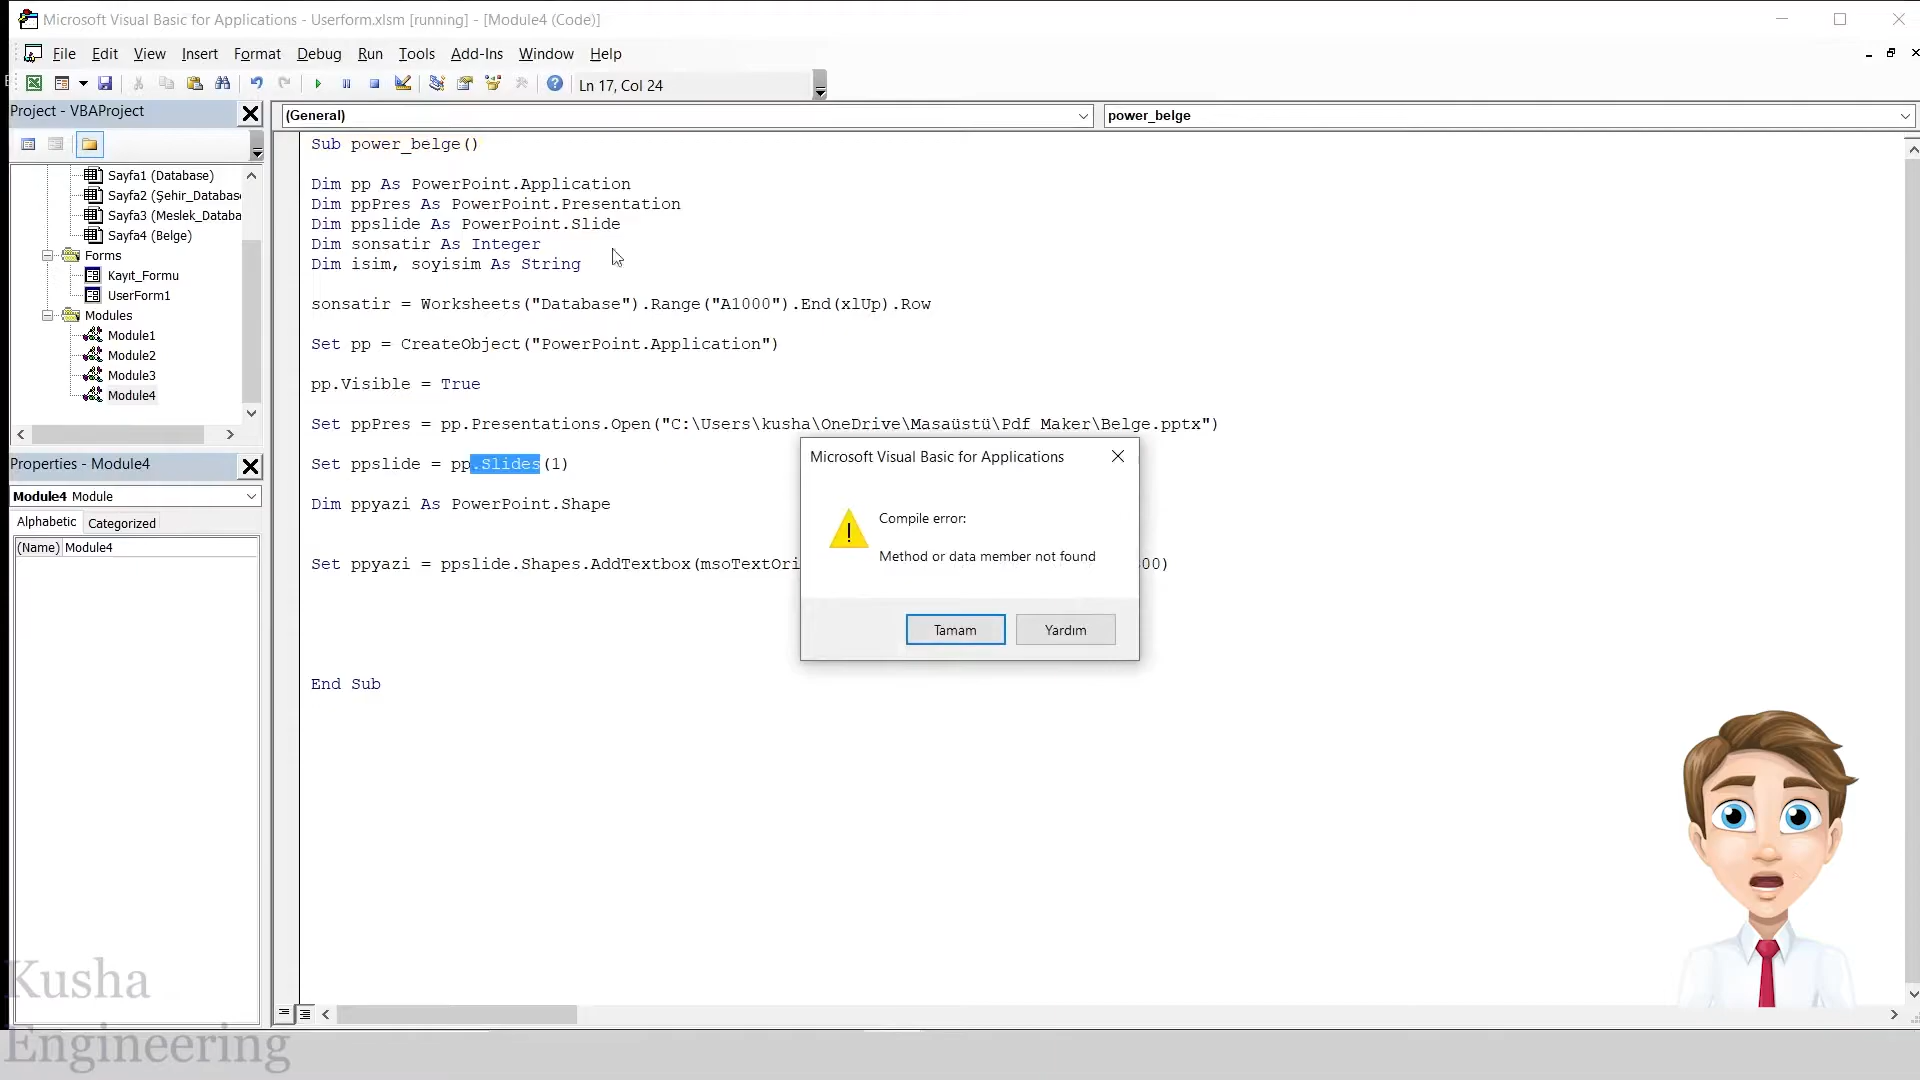 Microsoft Visual Basic for Applications - Userform.xlsm [running] - [Module4 (Code)]
File Edit View Insert Format Debug Run Tools Add-Ins Window Help
Ln 17, Col 24
Project - VBAProject
(General)
power_belge
Sayfa1 (Database)
Sayfa2 (Şehir_Databas
Sayfa3 (Meslek_Databa
Sayfa4 (Belge)
Forms
Kayıt_Formu
UserForm1
Modules
Module1
Module2
Module3
Module4
Properties - Module4
Module4 Module
Alphabetic Categorized
(Name) Module4
Sub power_belge()
Dim pp As PowerPoint.Application
Dim ppPres As PowerPoint.Presentation
Dim ppslide As PowerPoint.Slide
Dim sonsatir As Integer
Dim isim, soyisim As String
sonsatir = Worksheets("Database").Range("A1000").End(xlUp).Row
Set pp = CreateObject("PowerPoint.Application")
pp.Visible = True
Set ppPres = pp.Presentations.Open("C:\Users\kusha\OneDrive\Masaüstü\Pdf Maker\Belge.pptx")
Set ppslide = pp.Slides(1)
Dim ppyazi As PowerPoint.Shape
Set ppyazi = ppslide.Shapes.AddTextbox(msoTextOri 00)
End Sub
Microsoft Visual Basic for Applications
Compile error:
Method or data member not found
Tamam Yardım
Kusha
Engineering